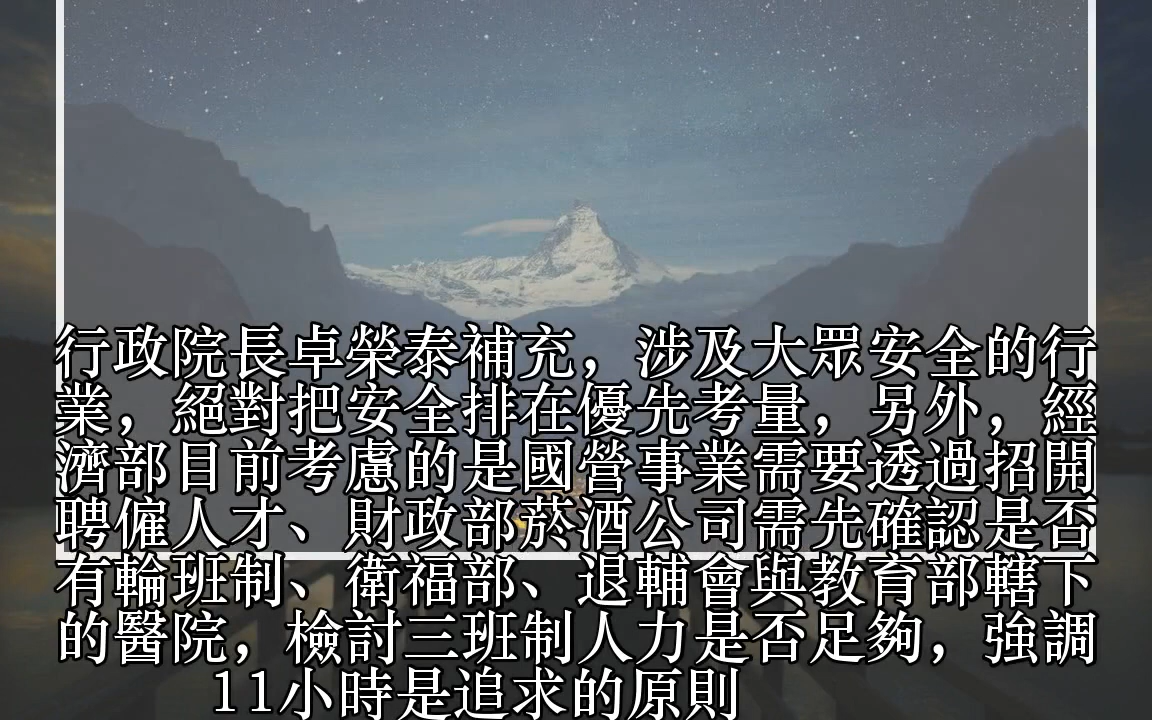 行政院長卓榮泰補充，涉及大眾安全的行
業，絕對把安全排在優先考量，另外，經
濟部目前考慮的是國營事業需要透過招開
聘僱人才、財政部菸酒公司需先確認是否
有輪班制、衛福部、退輔會與教育部轄下
的醫院，檢討三班制人力是否足夠，強調
11小時是追求的原則